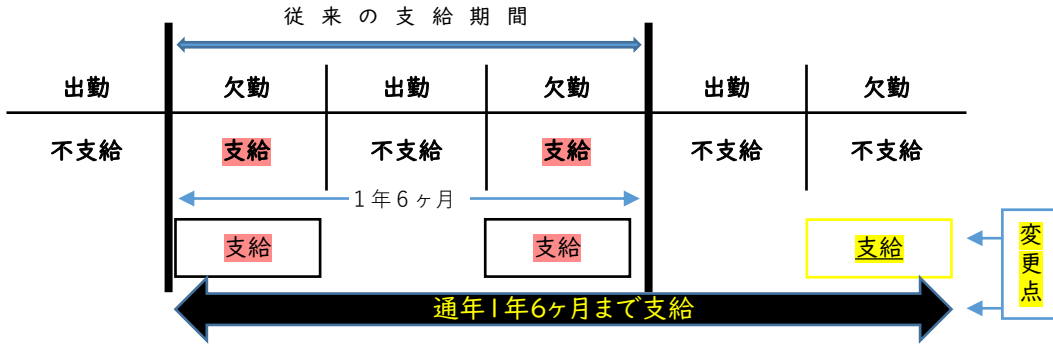 従来の支給期間
出勤 欠勤 出勤 欠勤 出勤 欠勤
不支給 支給 不支給 支給 不支給 不支給
1年6ヶ月
支給 支給 支給
通年1年6ヶ月まで支給
変更点